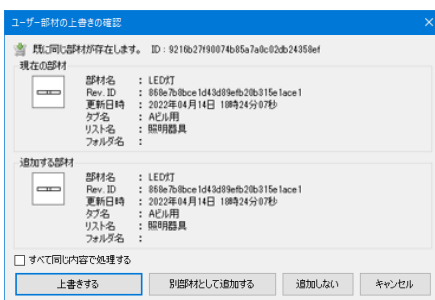 ユーザー部材の上書きの確認
既に同じ部材が存在します。 ID : 9216b27f90074b85a7a0c02db24358ef
現在の部材
部材名 : LED灯
Rev. ID : 868e7b8bce1d43d89efb20b315e1ace1
更新日時 : 2022年04月14日 18時24分07秒
タブ名 : Aビル用
リスト名 : 照明器具
フォルダ名 :
追加する部材
部材名 : LED灯
Rev. ID : 868e7b8bce1d43d89efb20b315e1ace1
更新日時 : 2022年04月14日 18時24分07秒
タブ名 : Aビル用
リスト名 : 照明器具
フォルダ名 :
すべて同じ内容で処理する
上書きする 別部材として追加する 追加しない キャンセル